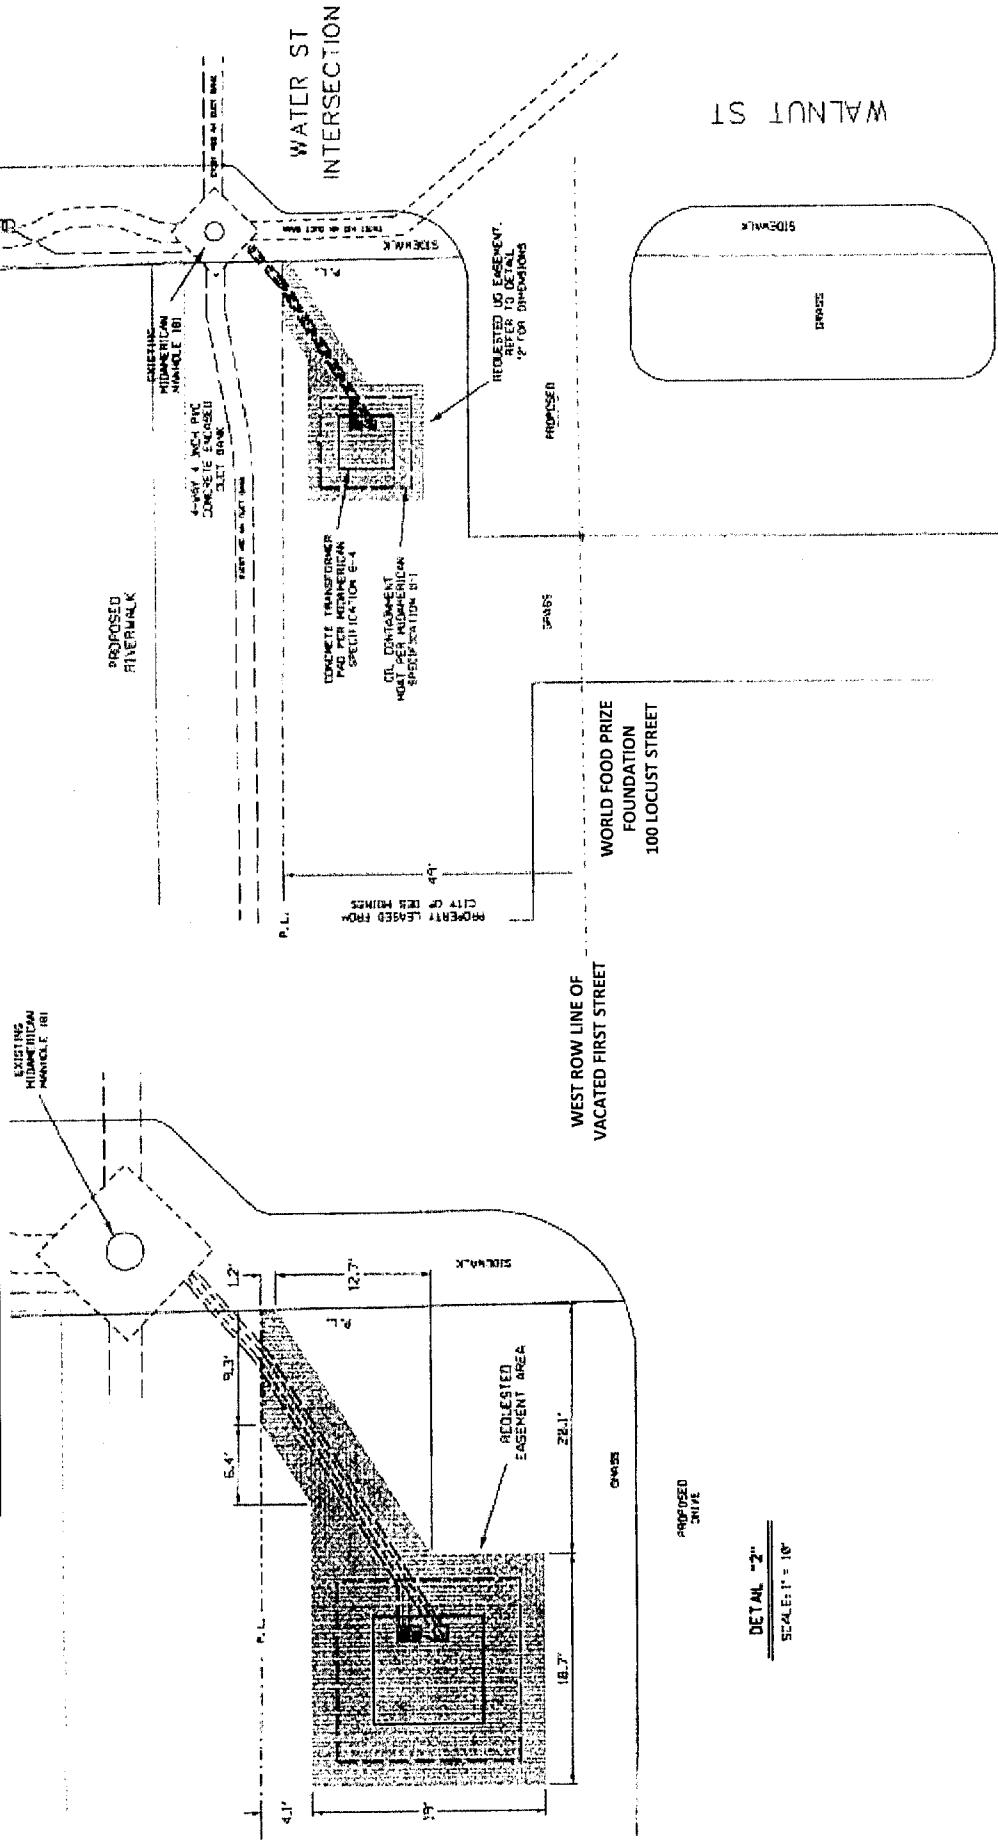 WATER ST
INTERSECTION
WALNUT ST
EXISTING
MIDAMERICAN
MANHOLE 181
4-WAY 4 INCH PVC
CONCRETE ENCASED
DUCT BANK
PROPOSED
RIVERWALK
SIDEWALK
P.L.
REQUESTED UG EASEMENT.
REFER TO DETAIL
"2" FOR DIMENSIONS
CONCRETE TRANSFORMER
PAD PER MIDAMERICAN
SPECIFICATION
OIL CONTAINMENT
MOAT PER MIDAMERICAN
SPECIFICATION
PROPOSED
SIDEWALK
GRASS
GRASS
P.L.
49'
PROPERTY LEASED FROM
CITY OF DES MOINES
WORLD FOOD PRIZE
FOUNDATION
100 LOCUST STREET
WEST ROW LINE OF
VACATED FIRST STREET
EXISTING
MIDAMERICAN
MANHOLE 181
1.2'
9.3'
6.4'
12.7'
P.L.
SIDEWALK
REQUESTED
EASEMENT AREA
P.L.
18.7'
4.1'
19'
GRASS
PROPOSED
DRIVE
DETAIL "2"
SCALE: 1" = 10'